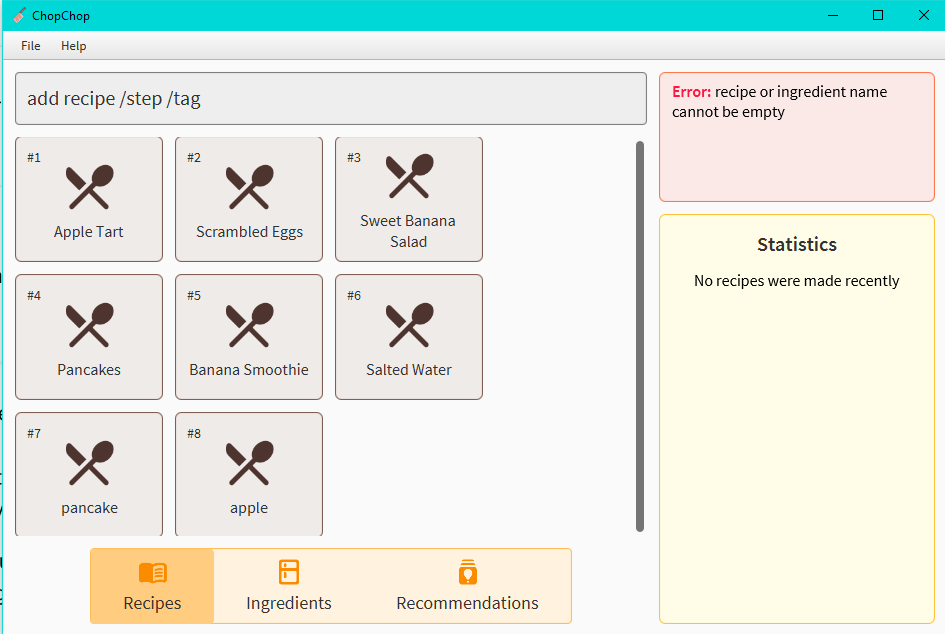 ChopChop
File Help
add recipe /step /tag
#1
Apple Tart
#2
Scrambled Eggs
#3
Sweet Banana
Salad
#4
Pancakes
#5
Banana Smoothie
#6
Salted Water
#7
pancake
#8
apple
Recipes
Ingredients
Recommendations
Error: recipe or ingredient name
cannot be empty
Statistics
No recipes were made recently